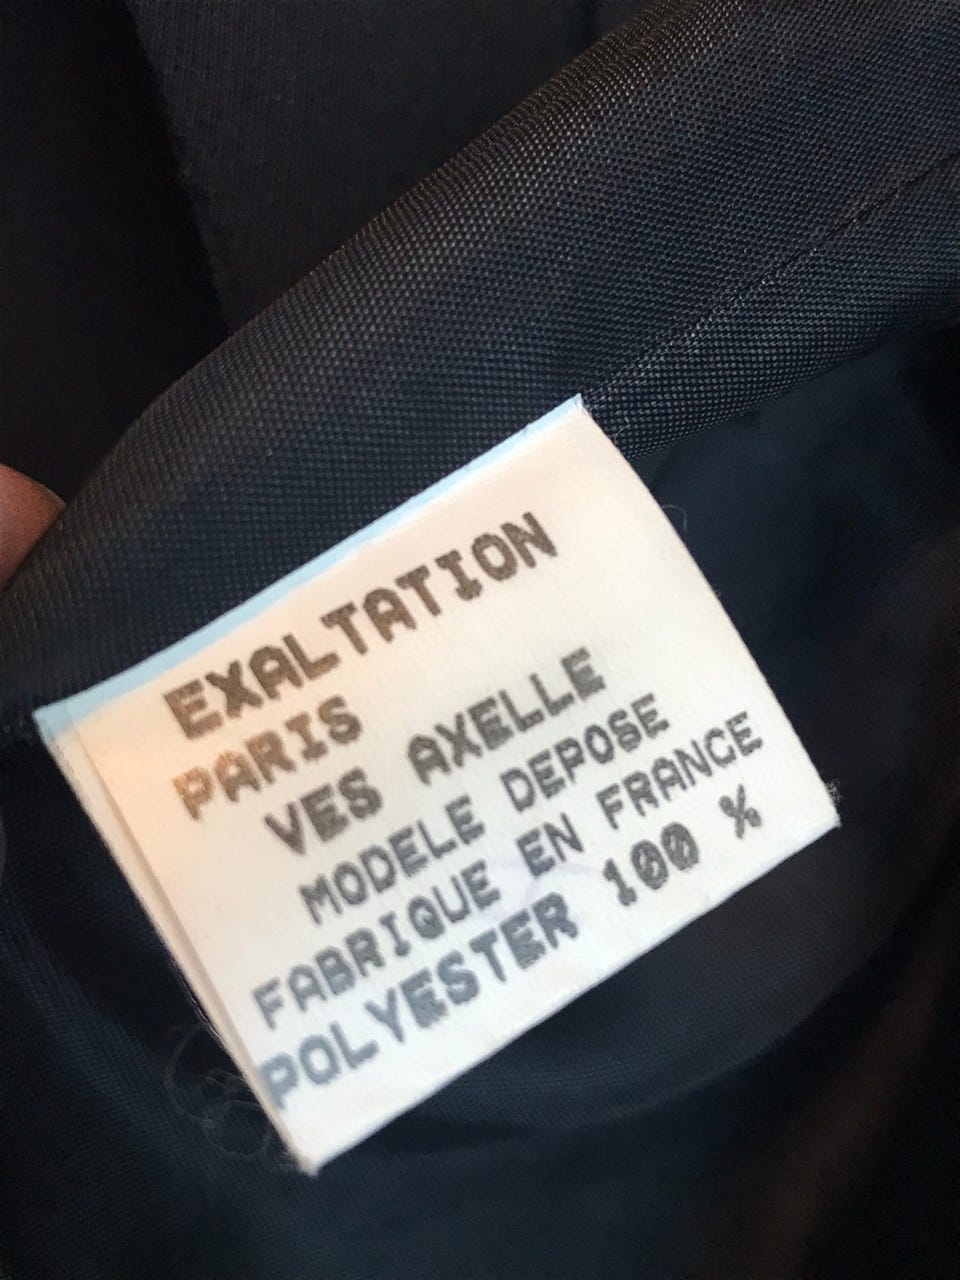 EXALTATION
PARIS
VES AXELLE
MODELE DEPOSE
FABRIQUE EN FRANCE
POLYESTER 100 %